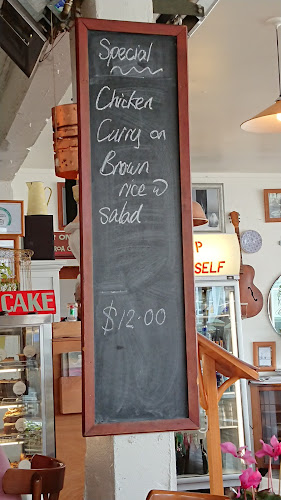 Special
Chicken
Curry on
Brown
rice w
salad
$12.00
CAKE
P
SELF